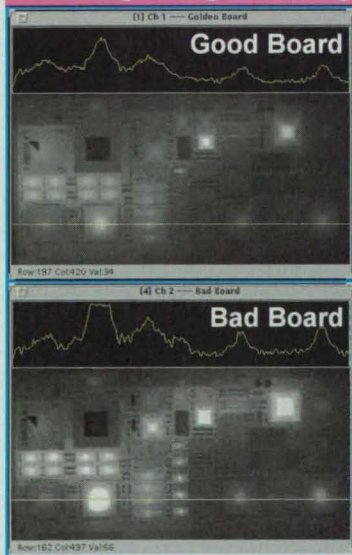 [1] Ch 1 --- Golden Board
Good Board
Row:197 Col:420 Val:34
[4] Ch 2 --- Bad Board
Bad Board
Row:162 Col:497 Val:66